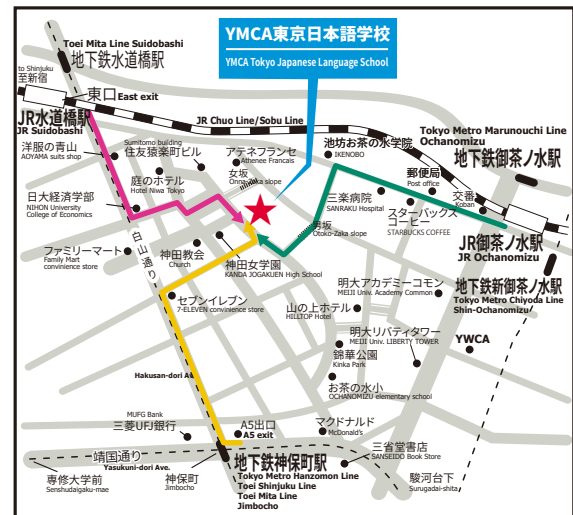 YMCA東京日本語学校
YMCA Tokyo Japanese Language School
Toei Mita Line Suidobashi
地下鉄水道橋駅
to Shinjuku
至新宿
東口 East exit
JR水道橋駅
JR Suidobashi
JR Chuo Line/Sobu Line
Tokyo Metro Marunouchi Line
Ochanomizu
地下鉄御茶ノ水駅
洋服の青山
AOYAMA suits shop
Sumitomo building
住友猿楽町ビル
アテネフランセ
Athenee Francais
池坊お茶の水学院
IKENOBO
郵便局
Post office
交番
Koban
庭のホテル
Hotel Niwa Tokyo
女坂
Onna-Zaka slope
三楽病院
SANRAKU Hospital
スターバックス
コーヒー
STARBUCKS COFFEE
日大経済学部
NIHON University
College of Economics
男坂
Otoko-Zaka slope
JR御茶ノ水駅
JR Ochanomizu
白山通り
ファミリーマート
Family Mart
convinience store
神田教会
Church
神田女学園
KANDA JOGAKUEN High School
明大アカデミーコモン
MEIJI Univ. Academy Common
地下鉄新御茶ノ水駅
Tokyo Metro Chiyoda Line
Shin-Ochanomizu
セブンイレブン
7-ELEVEN convinience store
山の上ホテル
HILLTOP Hotel
明大リバティタワー
MEIJI Univ. LIBERTY TOWER
YWCA
錦華公園
Kinka Park
Hakusan-dori A
お茶の水小
OCHANOMIZU elementary school
MUFG Bank
三菱UFJ銀行
A5出口
A5 exit
マクドナルド
McDonald's
靖国通り
Yasukuni-dori Ave.
地下鉄神保町駅
Tokyo Metro Hanzomon Line
Toei Shinjuku Line
Toei Mita Line
Jimbocho
三省堂書店
SANSEIDO Book Store
専修大学前
Senshudaigaku-mae
神保町
Jimbocho
駿河台下
Surugadai-shita